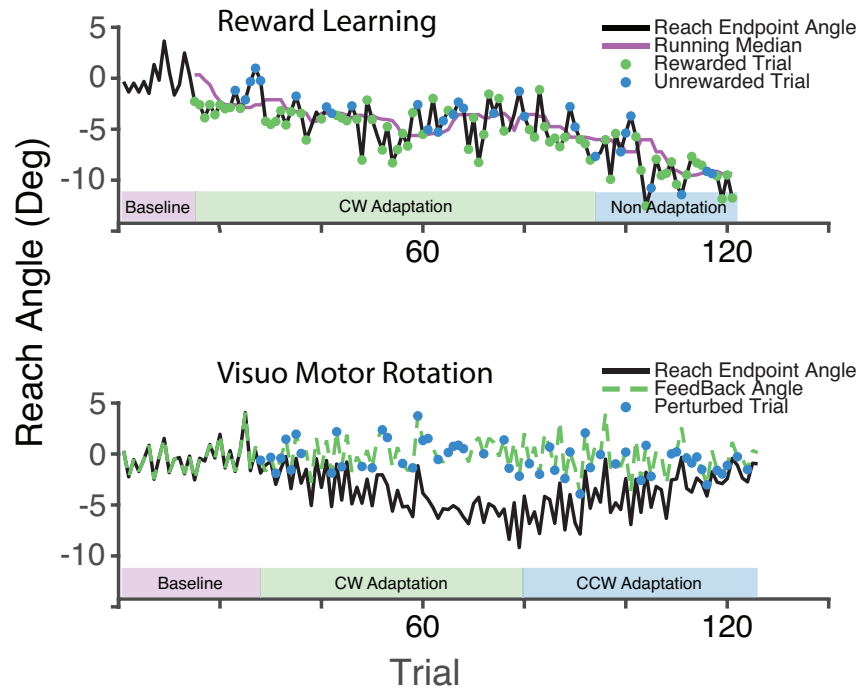 Reward Learning
Reach Endpoint Angle
Running Median
Rewarded Trial
Unrewarded Trial
5
0
-5
-10
Baseline
CW Adaptation
Non Adaptation
60
120
Reach Angle (Deg)
Visuo Motor Rotation
Reach Endpoint Angle
FeedBack Angle
Perturbed Trial
5
0
-5
-10
Baseline
CW Adaptation
CCW Adaptation
60
120
Trial